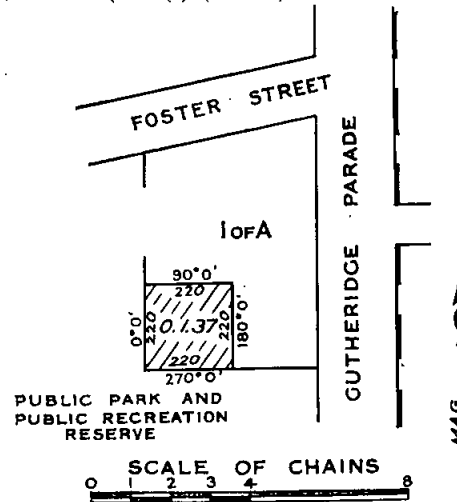 FOSTER STREET
GUTHERIDGE PARADE
1 OF A
90°0'
220
0°0'
220
0.1.37
220
180°0'
220
270°0'
PUBLIC PARK AND
PUBLIC RECREATION
RESERVE
MAG
SCALE OF CHAINS
0 1 2 3 4 8